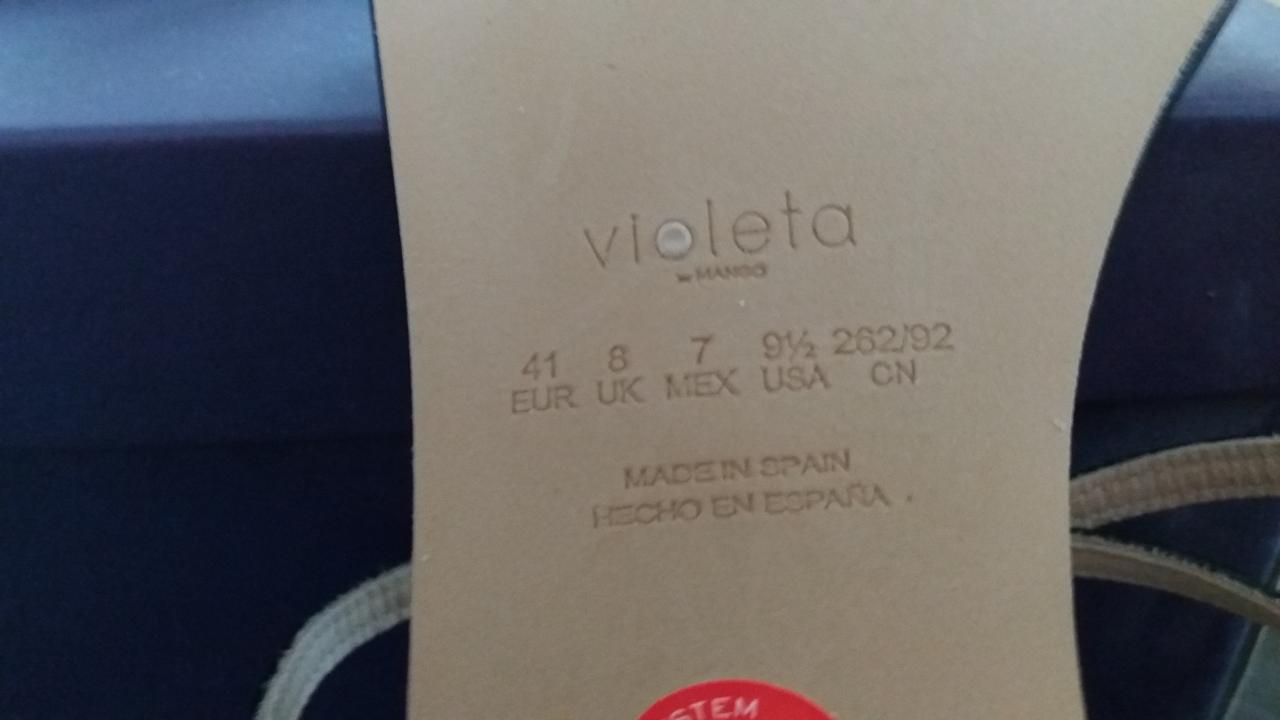 violeta
BY MANGO
41 8 7 9½ 262/92
EUR UK MEX USA CN
MADE IN SPAIN
HECHO EN ESPAÑA